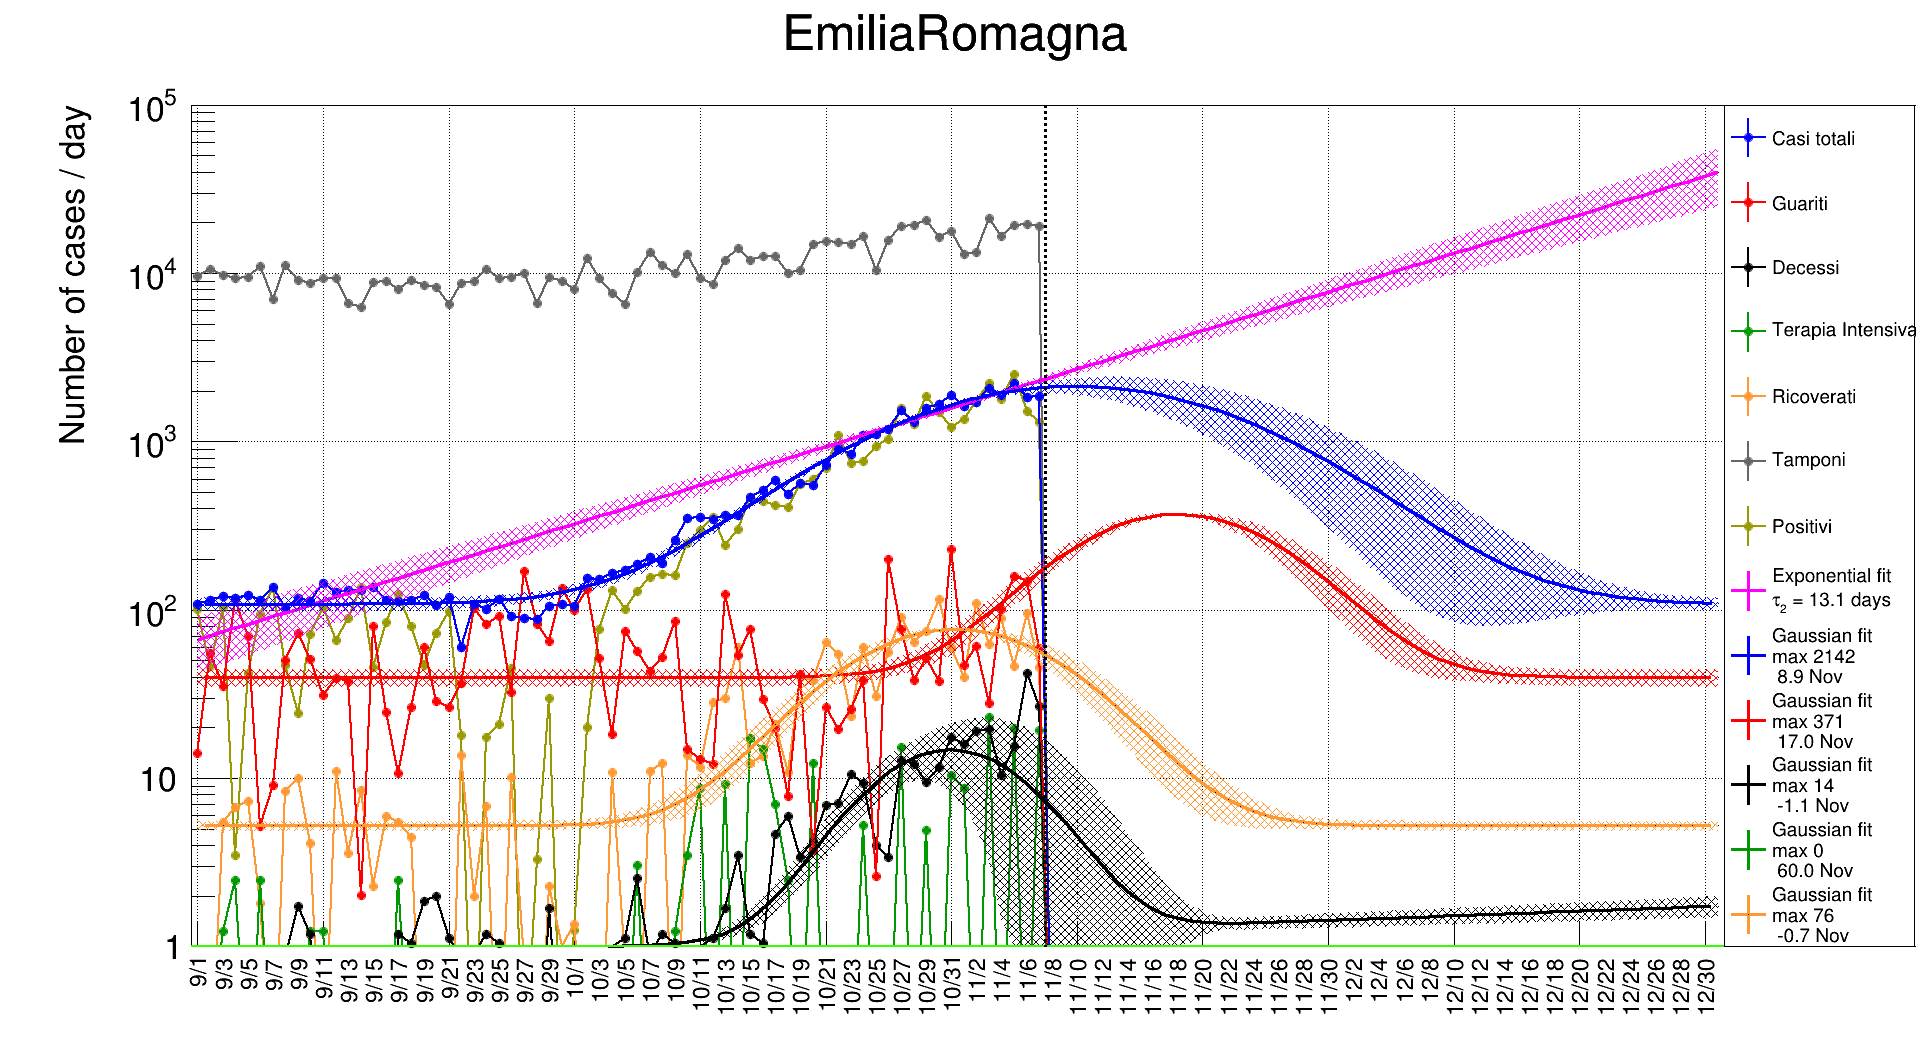 EmiliaRomagna
Number of cases / day
10^5
10^4
10^3
10^2
10
1
9/1
9/3
9/5
9/7
9/9
9/11
9/13
9/15
9/17
9/19
9/21
9/23
9/25
9/27
9/29
10/1
10/3
10/5
10/7
10/9
10/11
10/13
10/15
10/17
10/19
10/21
10/23
10/25
10/27
10/29
10/31
11/2
11/4
11/6
11/8
11/10
11/12
11/14
11/16
11/18
11/20
11/22
11/24
11/26
11/28
11/30
12/2
12/4
12/6
12/8
12/10
12/12
12/14
12/16
12/18
12/20
12/22
12/24
12/26
12/28
12/30
Casi totali
Guariti
Decessi
Terapia Intensiva
Ricoverati
Tamponi
Positivi
Exponential fit
τ₂ = 13.1 days
Gaussian fit
max 2142
8.9 Nov
Gaussian fit
max 371
17.0 Nov
Gaussian fit
max 14
-1.1 Nov
Gaussian fit
max 0
60.0 Nov
Gaussian fit
max 76
-0.7 Nov